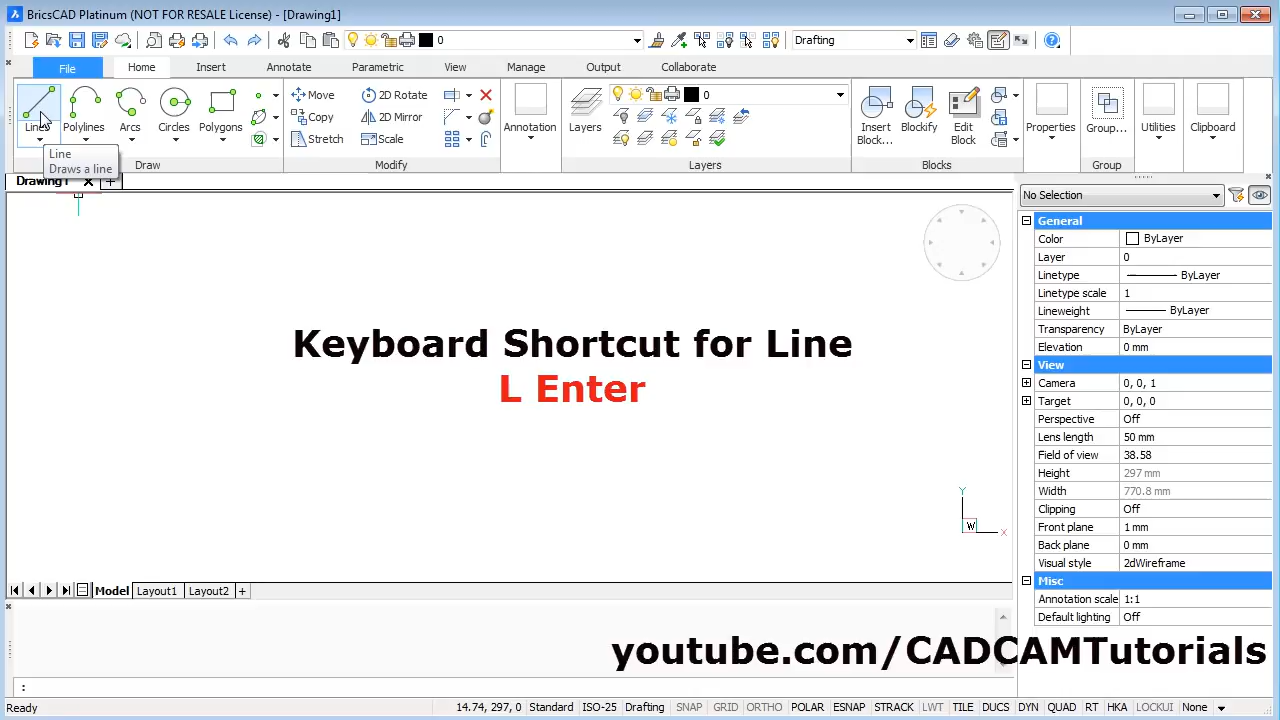 BricsCAD Platinum (NOT FOR RESALE License) - [Drawing1]
0 Drafting
File Home Insert Annotate Parametric View Manage Output Collaborate
Lines Polylines Arcs Circles Polygons
Move 2D Rotate
Copy Mirror
Stretch Scale
Annotation
Layers
0
Insert Block... Blockify Edit Block
Properties Group... Utilities Clipboard
Draw Modify Layers Blocks Group
Line
Draws a line
Drawing1
No Selection
General
Color ByLayer
Layer 0
Linetype ByLayer
Linetype scale 1
Lineweight ByLayer
Transparency ByLayer
Elevation 0 mm
View
Camera 0, 0, 1
Target 0, 0, 0
Perspective Off
Lens length 50 mm
Field of view 38.58
Height 297 mm
Width 770.8 mm
Clipping Off
Front plane 1 mm
Back plane 0 mm
Visual style 2dWireframe
Misc
Annotation scale 1:1
Default lighting Off
Keyboard Shortcut for Line
L Enter
Y
W X
Model Layout1 Layout2 +
youtube.com/CADCAMTutorials
:
Ready 14.74, 297, 0 Standard ISO-25 Drafting SNAP GRID ORTHO POLAR ESNAP STRACK LWT TILE DUCS DYN QUAD RT HKA LOCKUI None